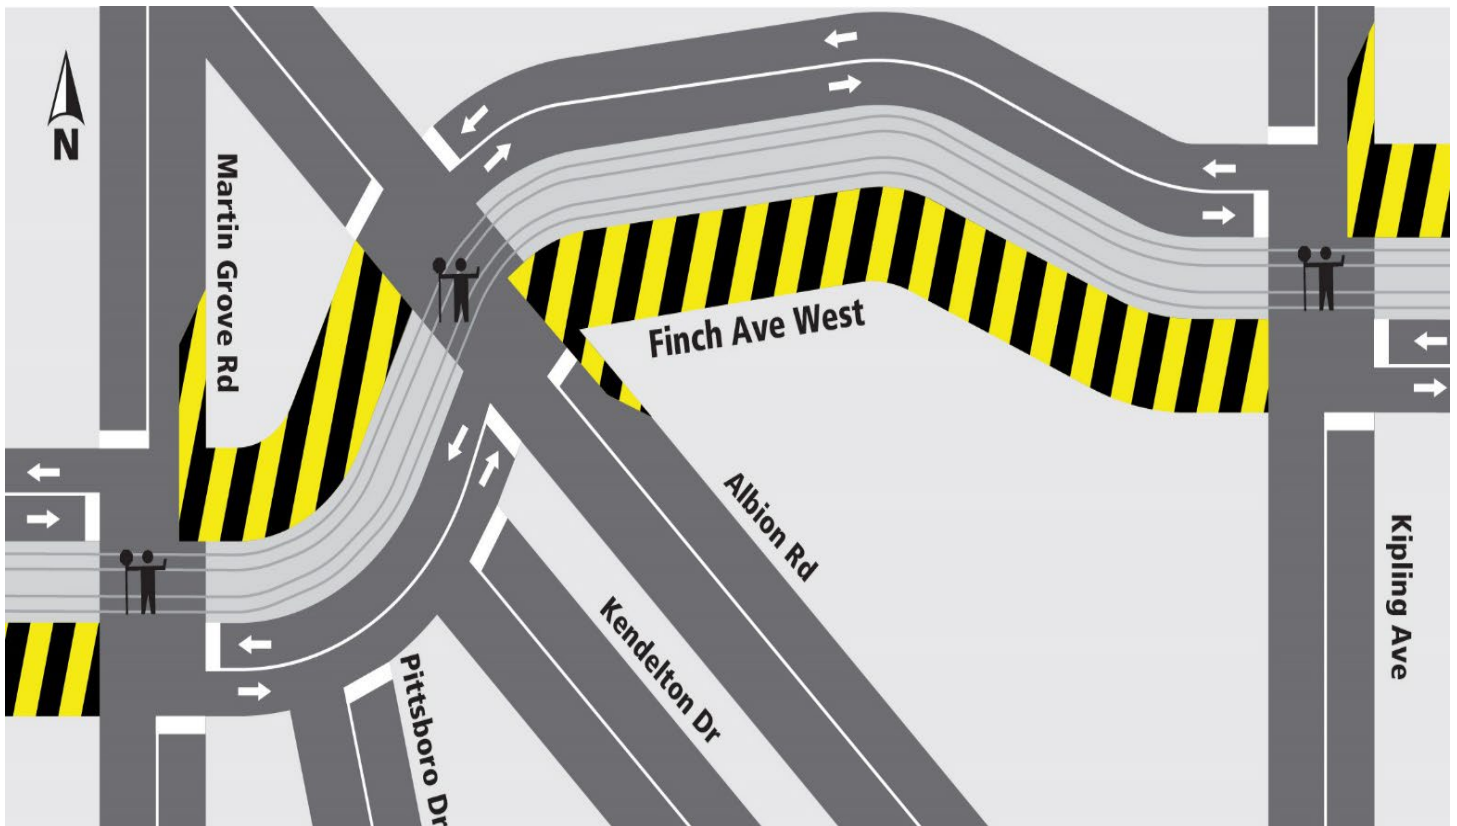 N
Martin Grove Rd
Finch Ave West
Albion Rd
Kendelton Dr
Pittsboro Dr
Kipling Ave